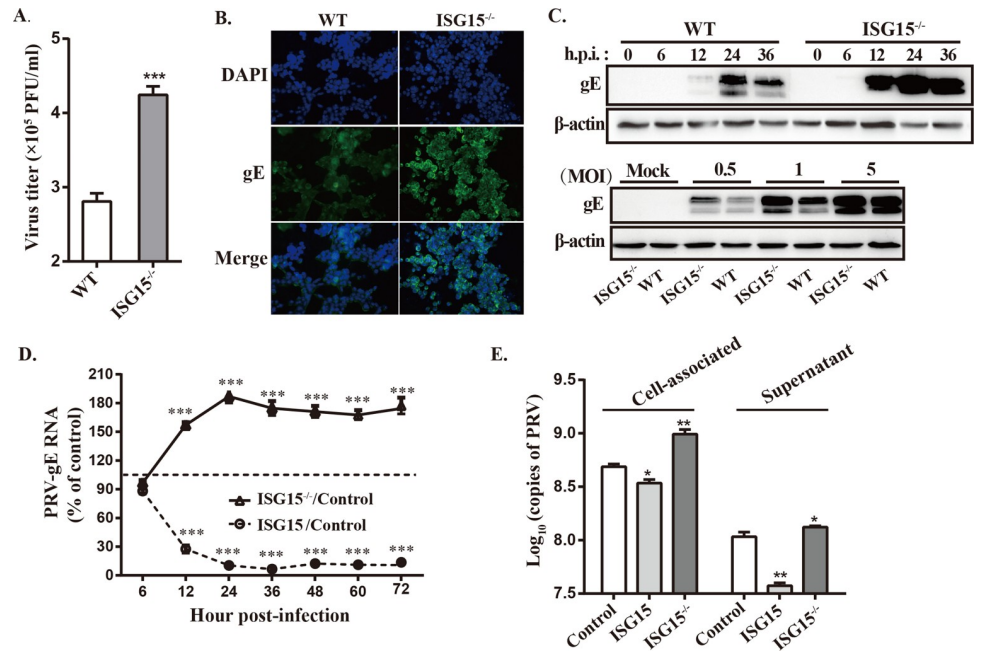 A.
Virus titer (×10⁵ PFU/ml)
5
4
3
2
***
WT
ISG15⁻/⁻
B.
WT
ISG15⁻/⁻
DAPI
gE
Merge
C.
WT
ISG15⁻/⁻
h.p.i. : 0 6 12 24 36 0 6 12 24 36
gE
β-actin
(MOI) Mock 0.5 1 5
gE
β-actin
ISG15⁻/⁻ WT ISG15⁻/⁻ WT ISG15⁻/⁻ WT ISG15⁻/⁻ WT
D.
PRV-gE RNA
(% of control)
210
180
150
120
90
60
30
0
*** *** *** *** *** ***
ISG15⁻/⁻/Control
ISG15/Control
*** *** *** *** *** ***
6 12 24 36 48 60 72
Hour post-infection
E.
Cell-associated
Supernatant
Log₁₀ (copies of PRV)
9.5
9.0
8.5
8.0
7.5
* ** ** *
Control ISG15 ISG15⁻/⁻ Control ISG15 ISG15⁻/⁻